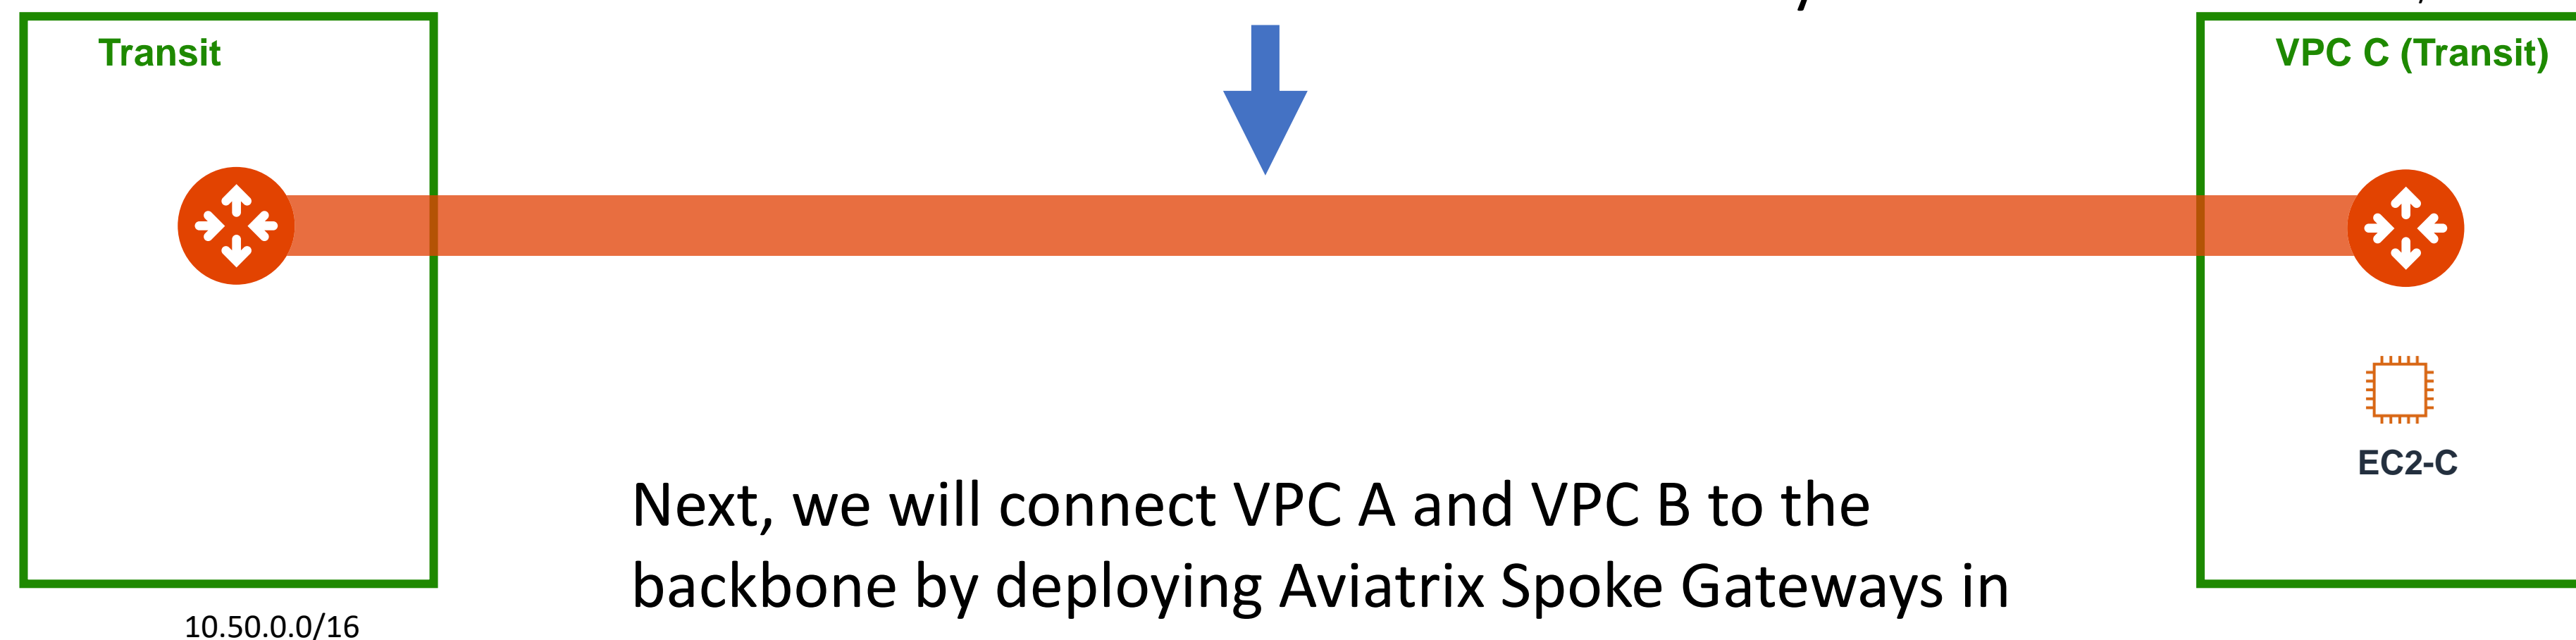 Transit
VPC C (Transit)
EC2-C
Next, we will connect VPC A and VPC B to the
backbone by deploying Aviatrix Spoke Gateways in
10.50.0.0/16